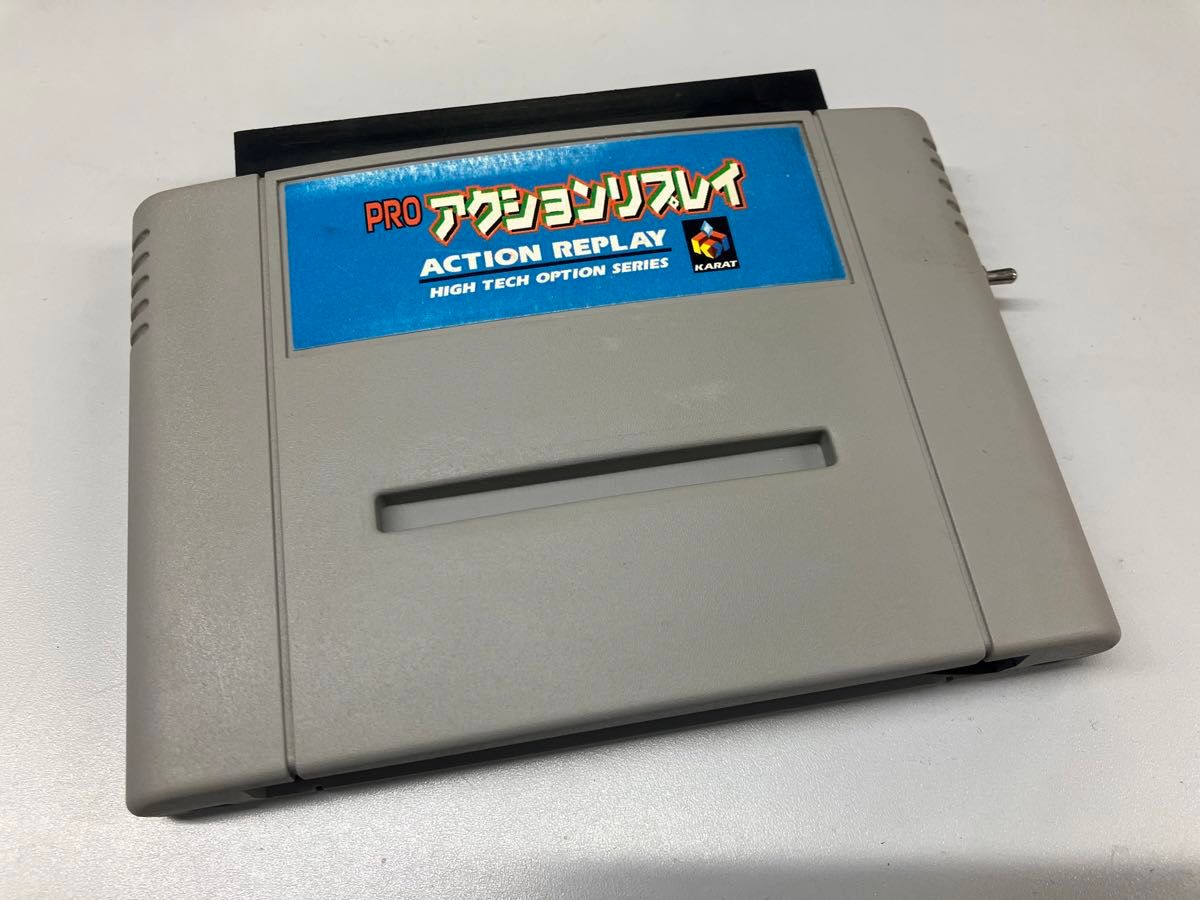 PRO アクションリプレイ
ACTION REPLAY
HIGH TECH OPTION SERIES
KARAT